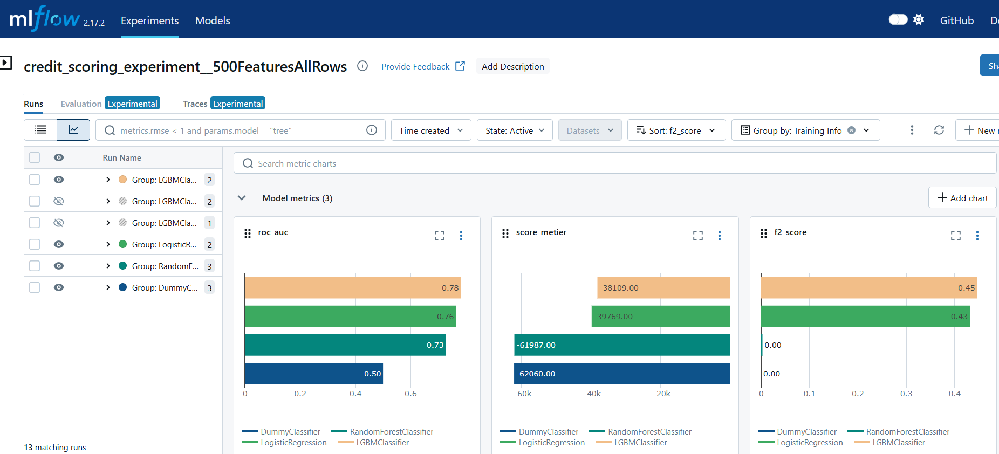 mlflow 2.17.2 Experiments Models GitHub
credit_scoring_experiment__500FeaturesAllRows Provide Feedback Add Description
Runs Evaluation Experimental Traces Experimental
metrics.rmse < 1 and params.model = "tree" Time created State: Active Datasets Sort: f2_score Group by: Training Info New
Run Name
Group: LGBMCla... 2
Group: LGBMCla... 2
Group: LGBMCla... 1
Group: LogisticR... 2
Group: RandomF... 3
Group: DummyC... 3
13 matching runs
Search metric charts
Model metrics (3) Add chart
roc_auc
0.78
0.76
0.73
0.50
0 0.2 0.4 0.6
DummyClassifier RandomForestClassifier
LogisticRegression LGBMClassifier
score_metier
-38109.00
-39769.00
-61987.00
-62060.00
−60k −40k −20k
DummyClassifier RandomForestClassifier
LogisticRegression LGBMClassifier
f2_score
0.45
0.43
0.00
0.00
0 0.1 0.2 0.3 0.4
DummyClassifier RandomForestClassifier
LogisticRegression LGBMClassifier